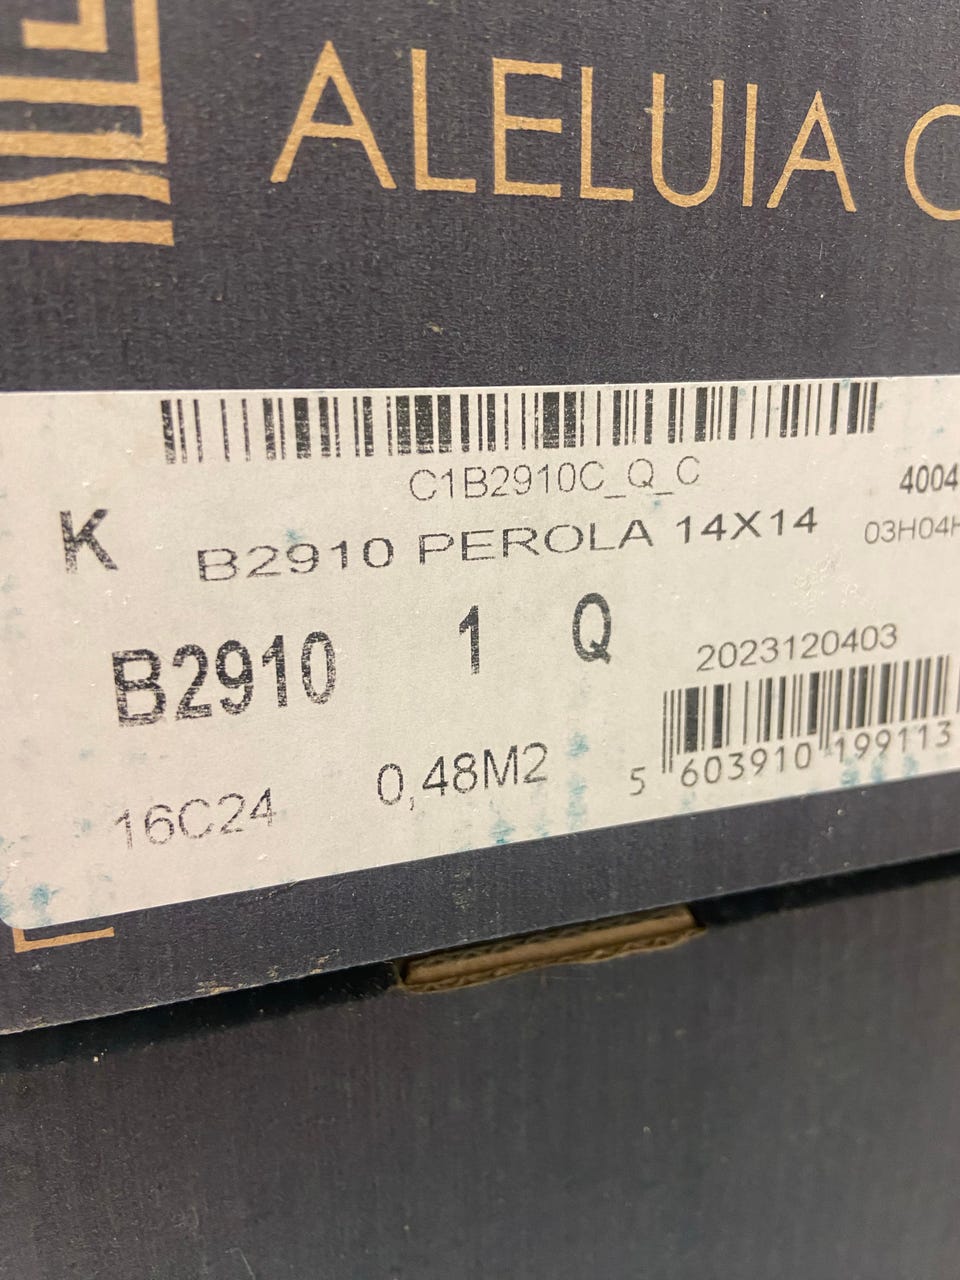 ALELUIA C
C1B2910C_Q_C
4004
K
B2910 PEROLA 14X14
03H04H
B2910 1 Q
2023120403
16C24
0,48M2
5 603910 199113